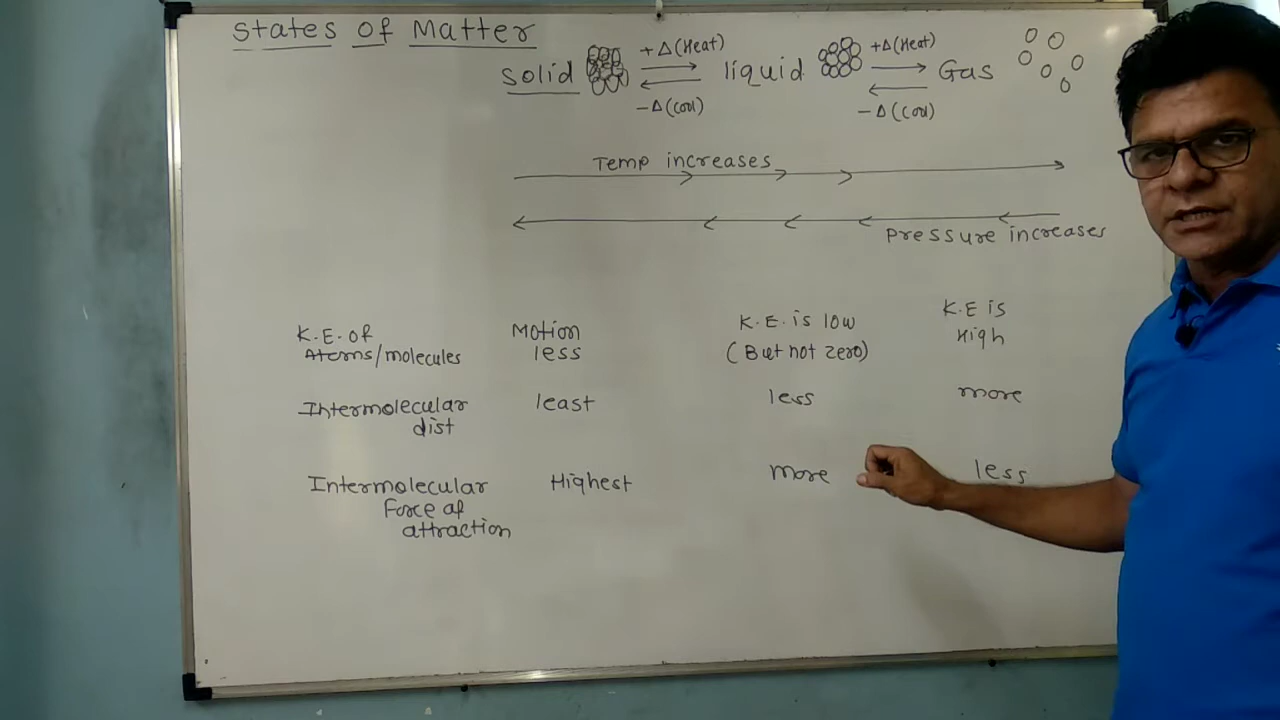 States of Matter
solid +Δ(Heat) liquid +Δ(Heat) Gas
-Δ(Cool) -Δ(Cool)
Temp increases
Pressure increases
K.E. of Motion K.E. is low K.E is
Atoms/molecules less (But not zero) High
Intermolecular least less more
dist
Intermolecular Highest more less
Force of
attraction